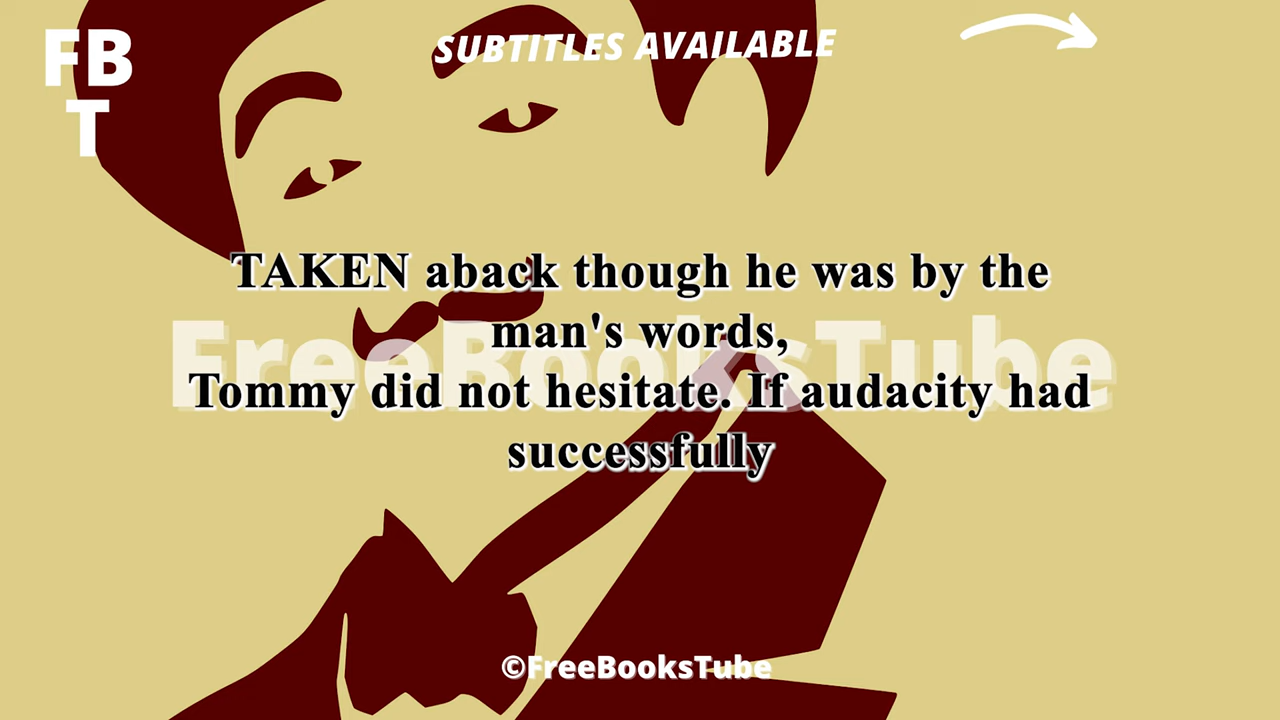 FB
T
SUBTITLES AVAILABLE
TAKEN aback though he was by the
man's words,
FreeBooksTube
Tommy did not hesitate. If audacity had
successfully
©FreeBooksTube